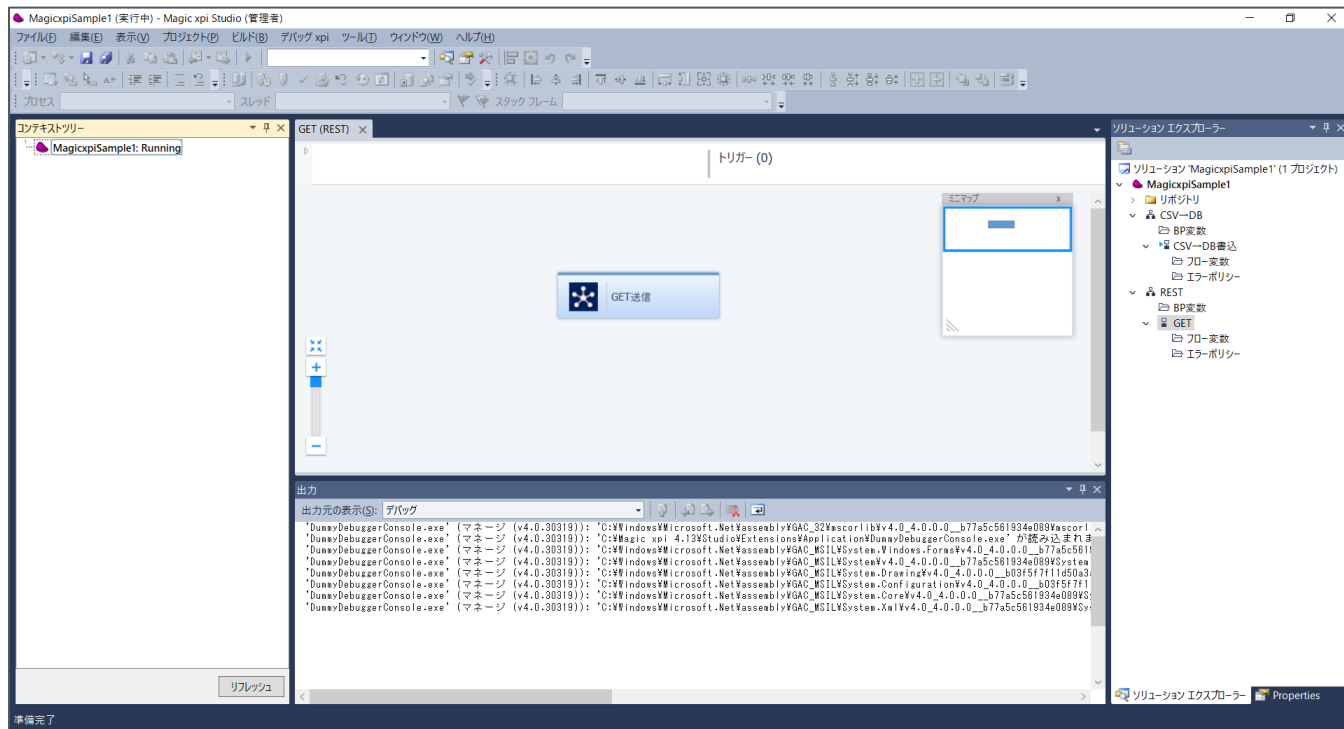 MagicxpiSample1 (実行中) - Magic xpi Studio (管理者)
ファイル(F) 編集(E) 表示(V) プロジェクト(P) ビルド(B) デバッグ xpi ツール(T) ウィンドウ(W) ヘルプ(H)
プロセス スレッド スタック フレーム
コンテキストツリー
MagicxpiSample1: Running
リフレッシュ
GET (REST)
トリガー (0)
ミニマップ x
GET送信
出力
出力元の表示(S): デバッグ
'DummyDebuggerConsole.exe' (マネージ (v4.0.30319)): 'C:¥Windows¥Microsoft.Net¥assembly¥GAC_32¥mscorlib¥v4.0_4.0.0.0__b77a5c561934e089¥mscorl
'DummyDebuggerConsole.exe' (マネージ (v4.0.30319)): 'C:¥Magic xpi 4.13¥Studio¥Extensions¥Application¥DummyDebuggerConsole.exe' が読み込まれま
'DummyDebuggerConsole.exe' (マネージ (v4.0.30319)): 'C:¥Windows¥Microsoft.Net¥assembly¥GAC_MSIL¥System.Windows.Forms¥v4.0_4.0.0.0__b77a5c561
'DummyDebuggerConsole.exe' (マネージ (v4.0.30319)): 'C:¥Windows¥Microsoft.Net¥assembly¥GAC_MSIL¥System¥v4.0_4.0.0.0__b77a5c561934e089¥System
'DummyDebuggerConsole.exe' (マネージ (v4.0.30319)): 'C:¥Windows¥Microsoft.Net¥assembly¥GAC_MSIL¥System.Drawing¥v4.0_4.0.0.0__b03f5f7f11d50a3
'DummyDebuggerConsole.exe' (マネージ (v4.0.30319)): 'C:¥Windows¥Microsoft.Net¥assembly¥GAC_MSIL¥System.Configuration¥v4.0_4.0.0.0__b03f5f7f1
'DummyDebuggerConsole.exe' (マネージ (v4.0.30319)): 'C:¥Windows¥Microsoft.Net¥assembly¥GAC_MSIL¥System.Core¥v4.0_4.0.0.0__b77a5c561934e089¥S
'DummyDebuggerConsole.exe' (マネージ (v4.0.30319)): 'C:¥Windows¥Microsoft.Net¥assembly¥GAC_MSIL¥System.Xml¥v4.0_4.0.0.0__b77a5c561934e089¥Sy
ソリューション エクスプローラー
ソリューション 'MagicxpiSample1' (1 プロジェクト)
MagicxpiSample1
リポジトリ
CSV→DB
BP変数
CSV→DB書込
フロー変数
エラーポリシー
REST
BP変数
GET
フロー変数
エラーポリシー
ソリューション エクスプローラー Properties
準備完了